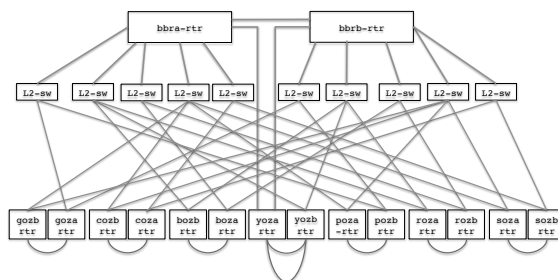 bbra-rtr bbrb-rtr
L2-sw L2-sw L2-sw L2-sw L2-sw L2-sw L2-sw L2-sw L2-sw L2-sw
gozb goza cozb coza bozb boza yoza yozb poza pozb roza rozb soza sozb
rtr rtr rtr rtr rtr rtr rtr rtr -rtr rtr rtr rtr rtr rtr